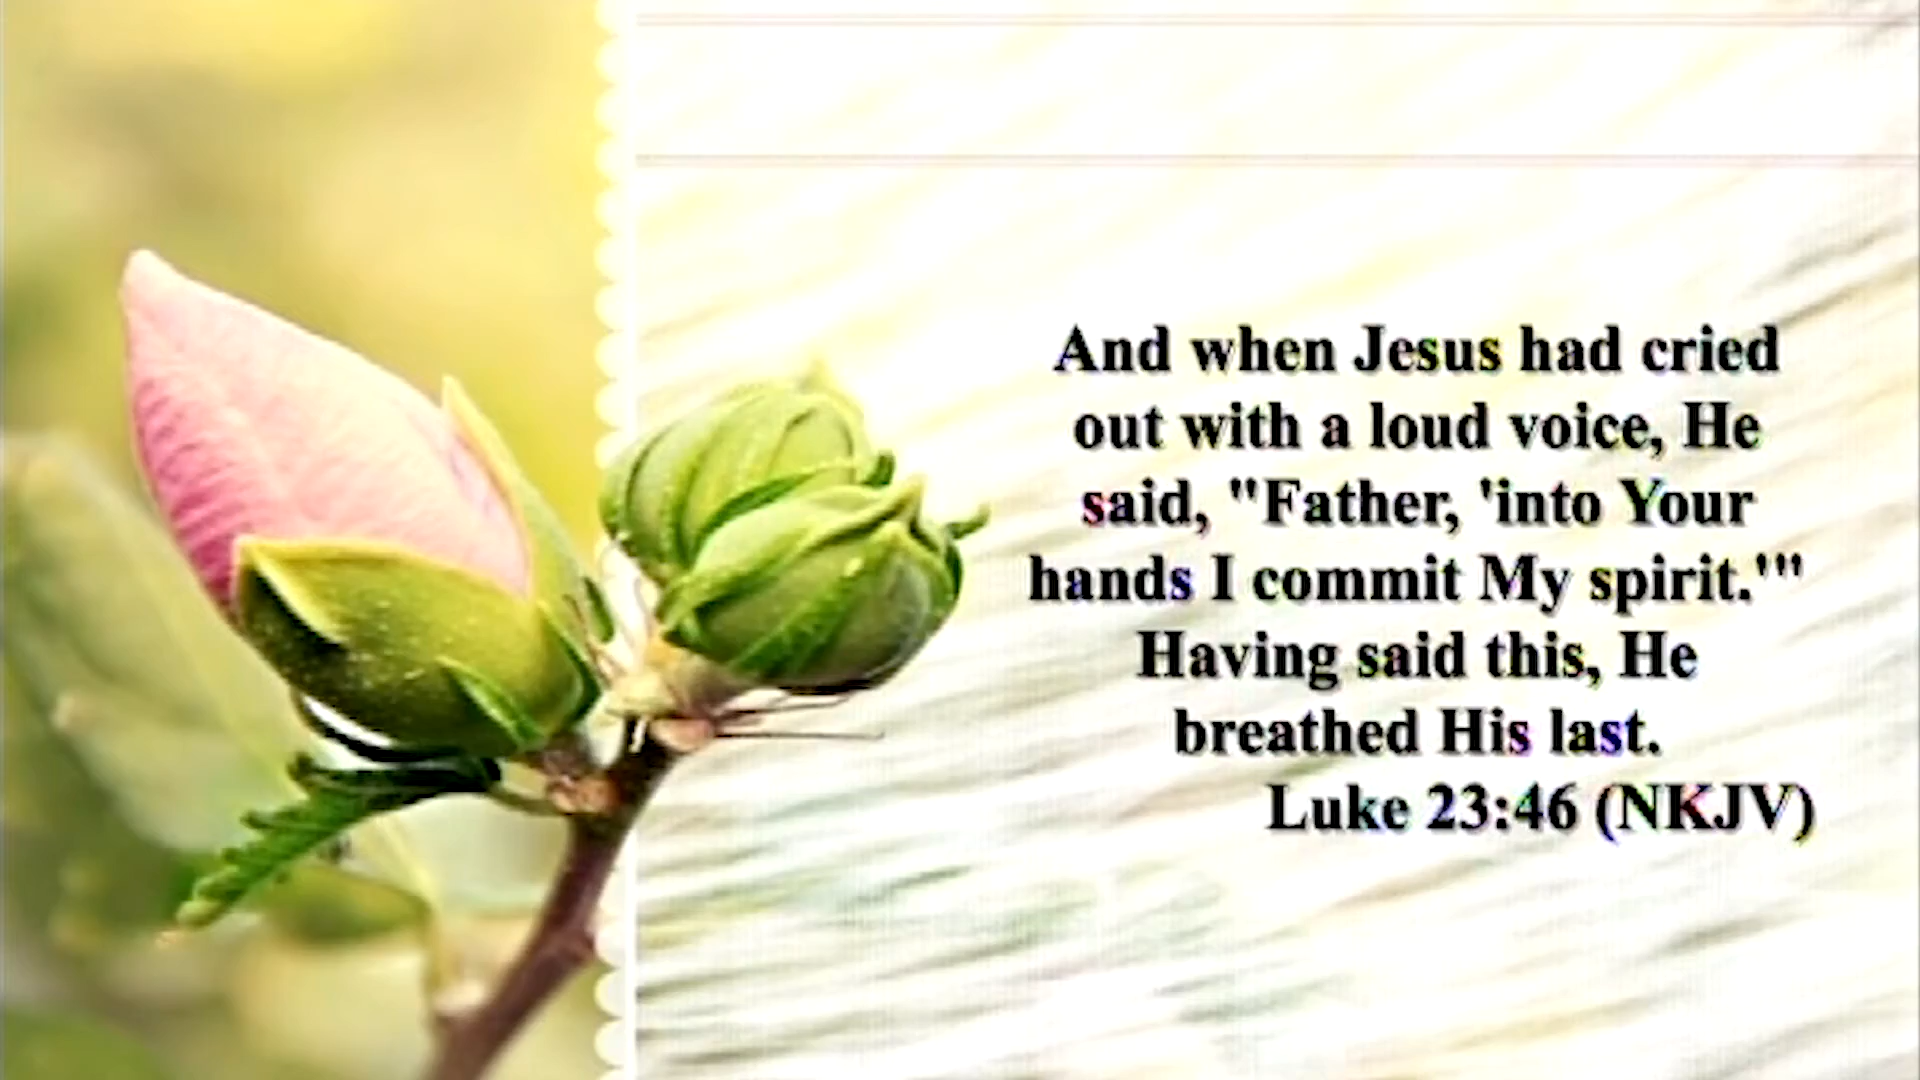 And when Jesus had cried
out with a loud voice, He
said, "Father, 'into Your
hands I commit My spirit.'"
Having said this, He
breathed His last.
Luke 23:46 (NKJV)